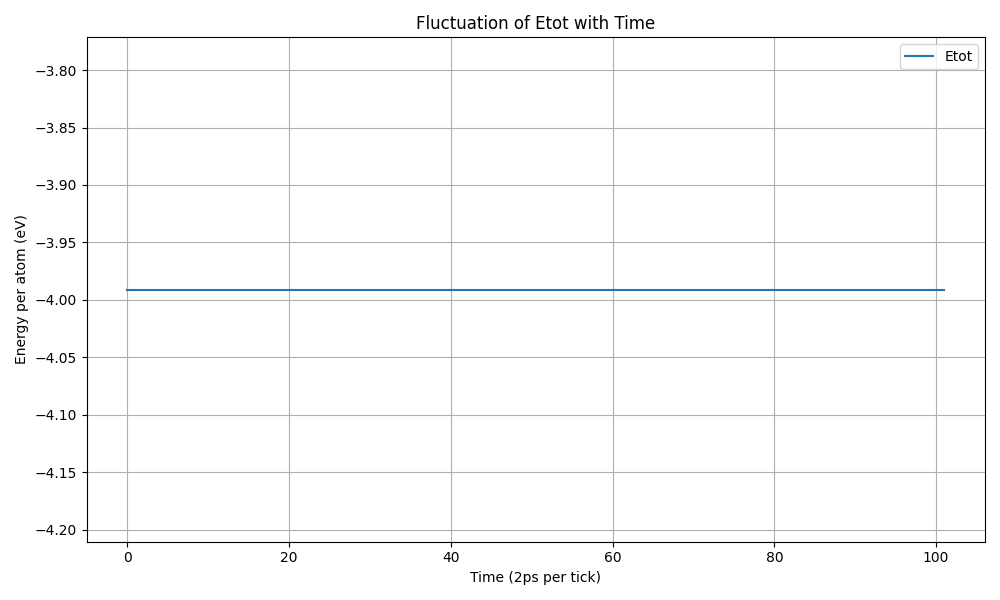 Fluctuation of Etot with Time
Etot
Energy per atom (eV)
−3.80
−3.85
−3.90
−3.95
−4.00
−4.05
−4.10
−4.15
−4.20
0 20 40 60 80 100
Time (2ps per tick)